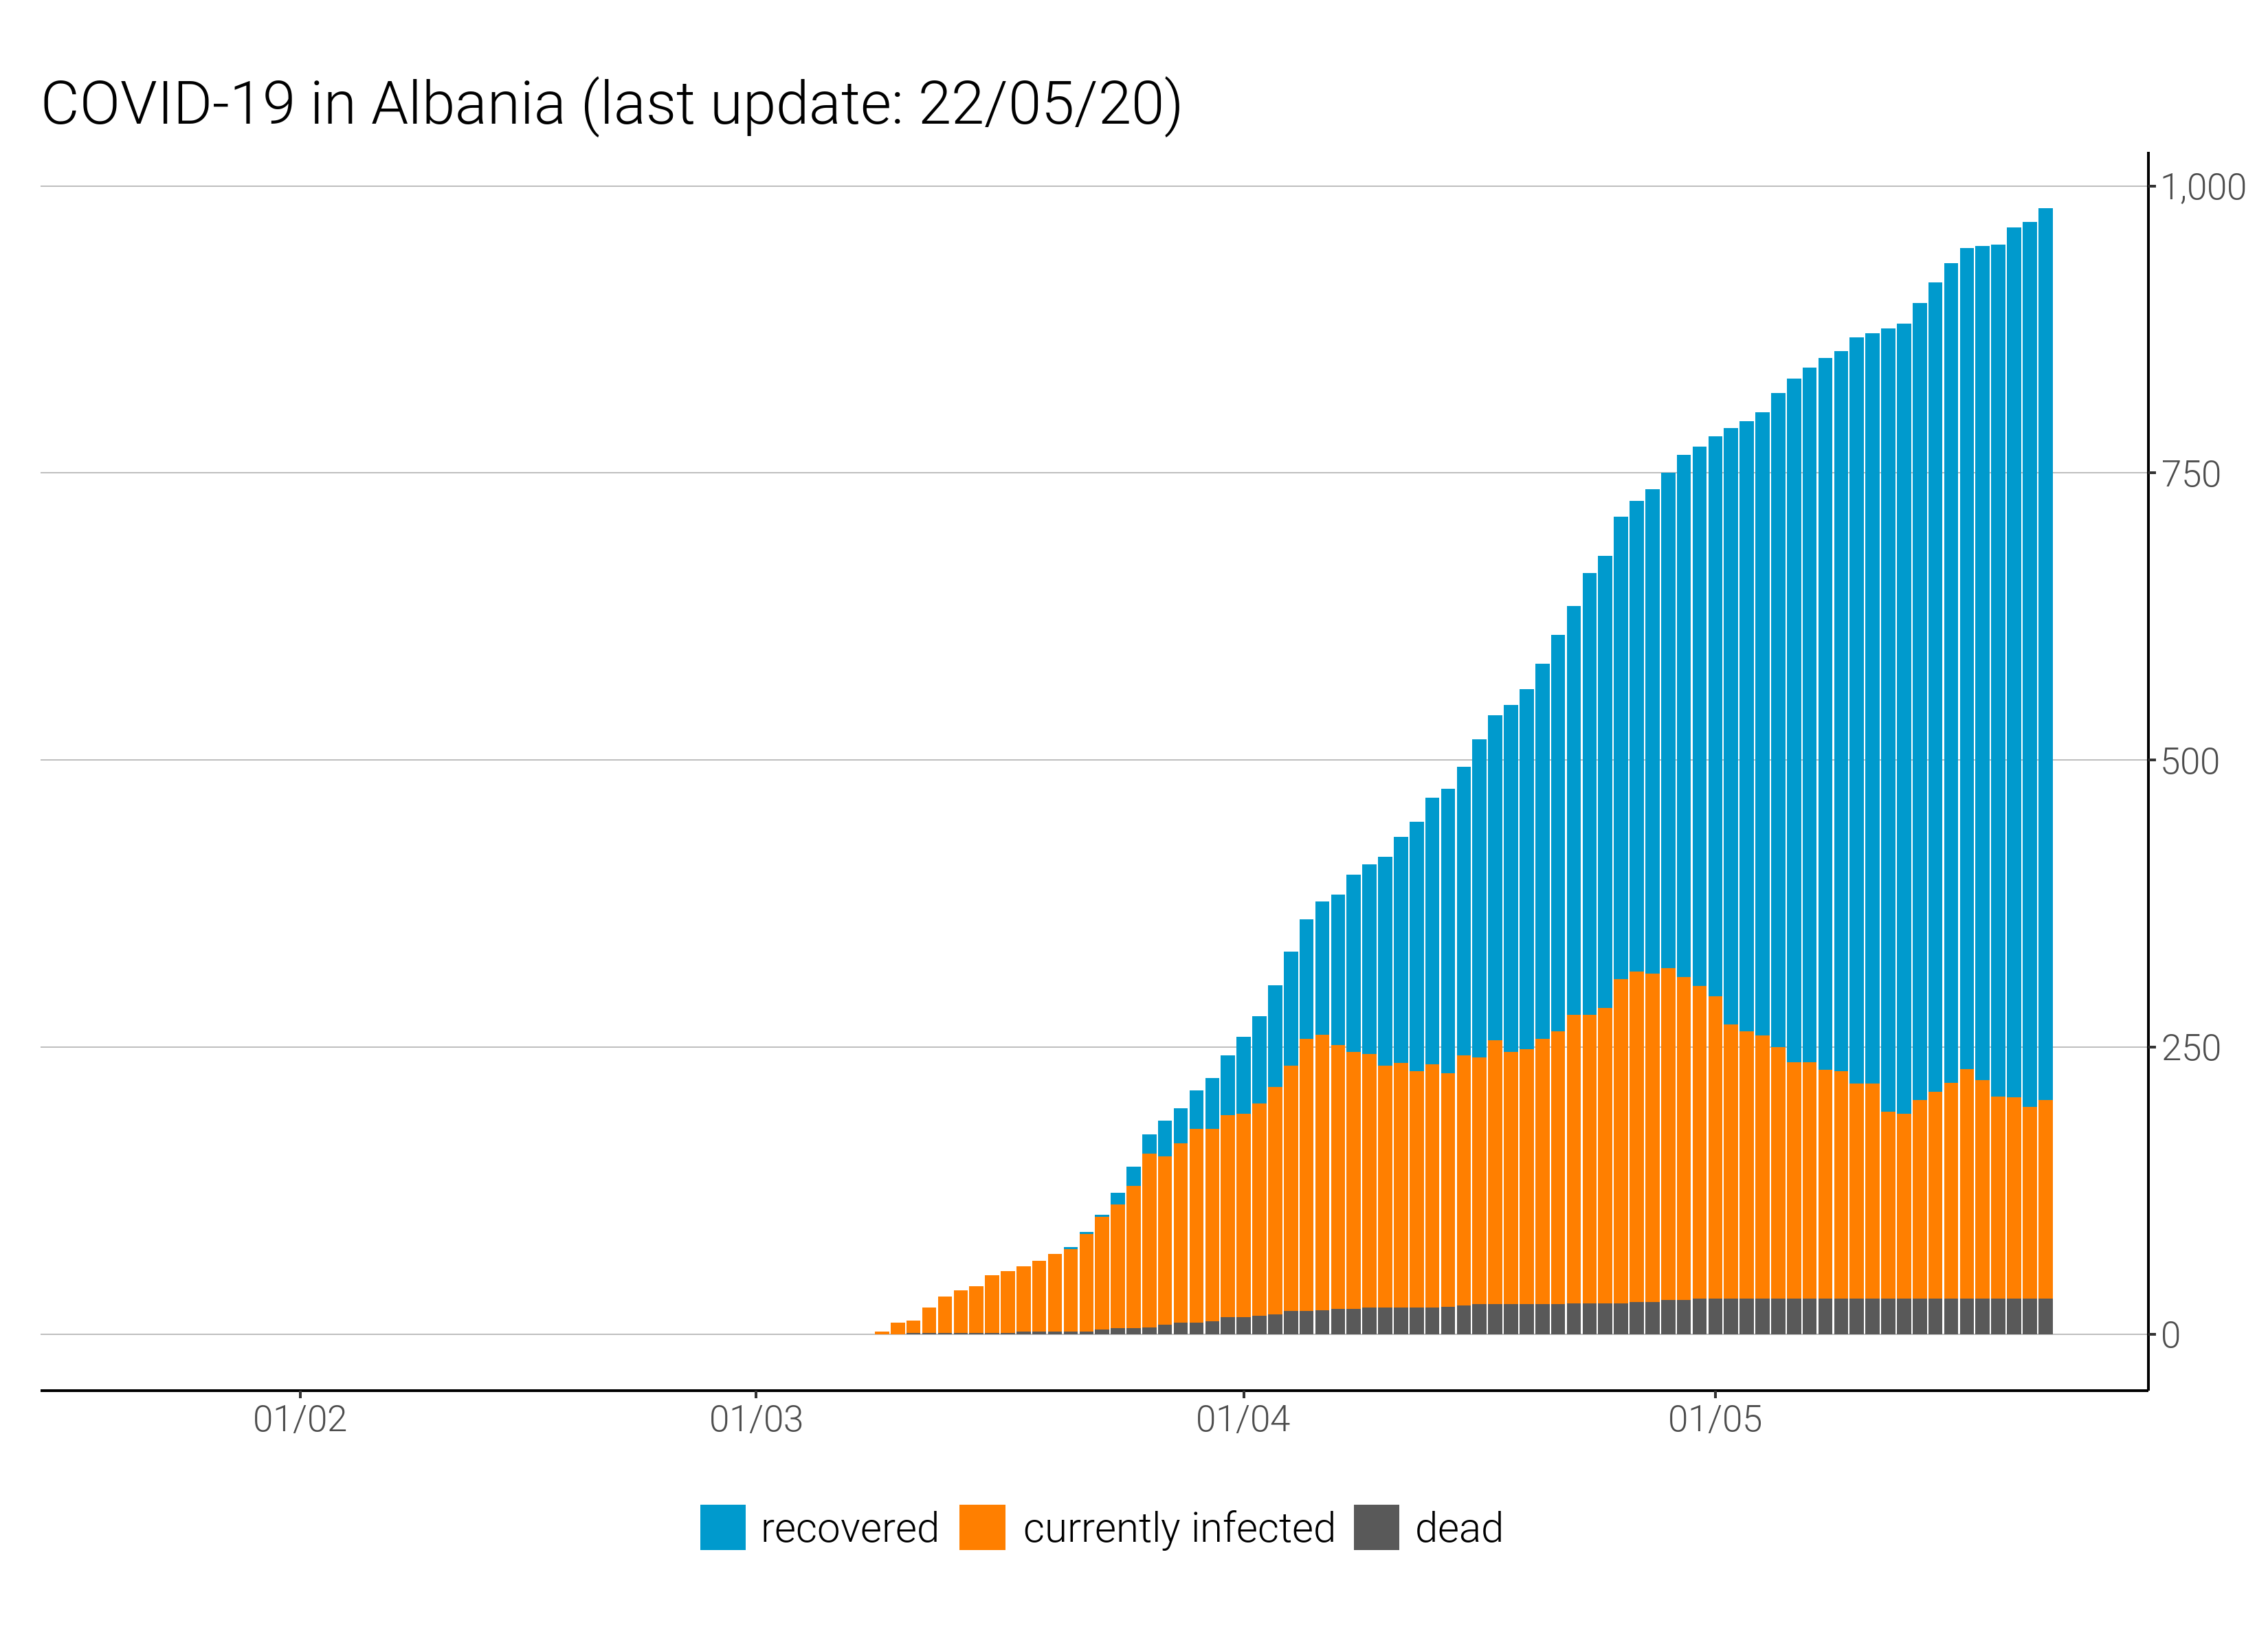 COVID-19 in Albania (last update: 22/05/20)
1,000
750
500
250
0
01/02 01/03 01/04 01/05
recovered currently infected dead